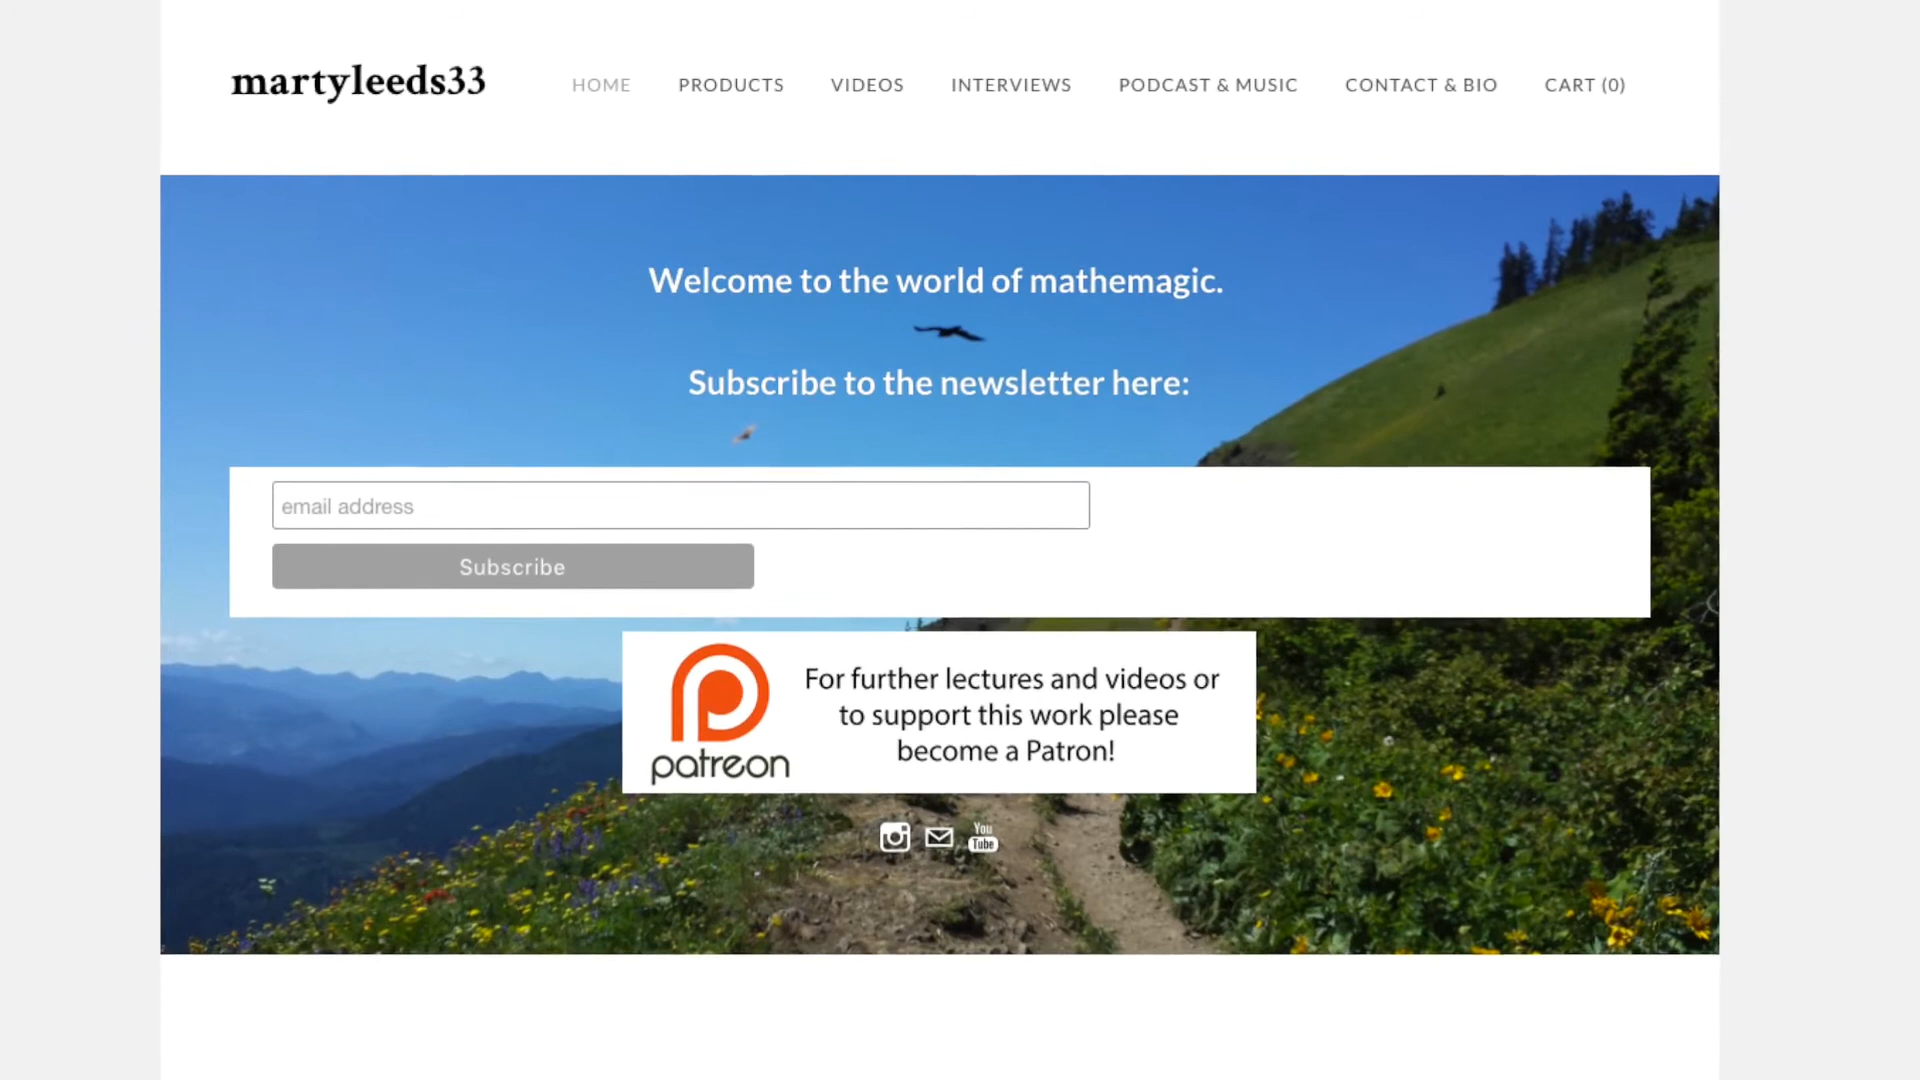 martyleeds33
HOME PRODUCTS VIDEOS INTERVIEWS PODCAST & MUSIC CONTACT & BIO CART (0)
Welcome to the world of mathemagic.
Subscribe to the newsletter here:
email address
Subscribe
patreon
For further lectures and videos or
to support this work please
become a Patron!
You
Tube